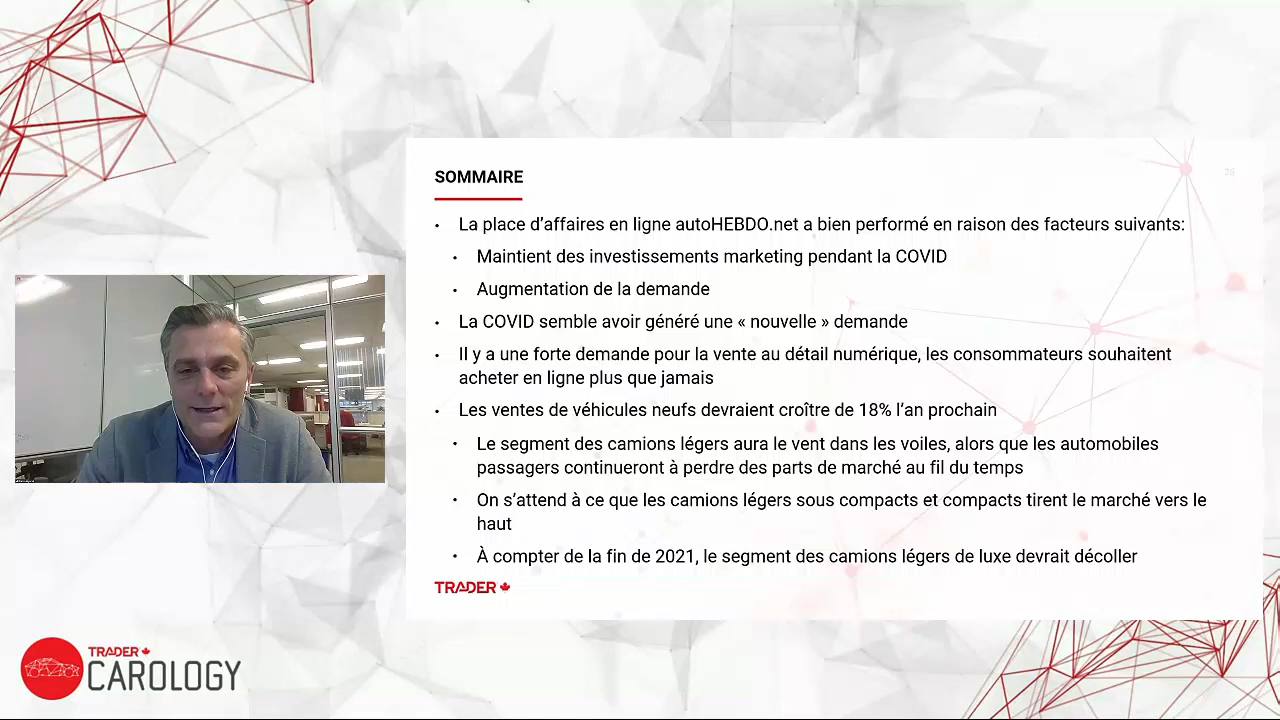 SOMMAIRE
28
• La place d'affaires en ligne autoHEBDO.net a bien performé en raison des facteurs suivants:
• Maintient des investissements marketing pendant la COVID
• Augmentation de la demande
• La COVID semble avoir généré une « nouvelle » demande
• Il y a une forte demande pour la vente au détail numérique, les consommateurs souhaitent
acheter en ligne plus que jamais
• Les ventes de véhicules neufs devraient croître de 18% l'an prochain
• Le segment des camions légers aura le vent dans les voiles, alors que les automobiles
passagers continueront à perdre des parts de marché au fil du temps
• On s'attend à ce que les camions légers sous compacts et compacts tirent le marché vers le
haut
• À compter de la fin de 2021, le segment des camions légers de luxe devrait décoller
TRADER
TRADER
CAROLOGY